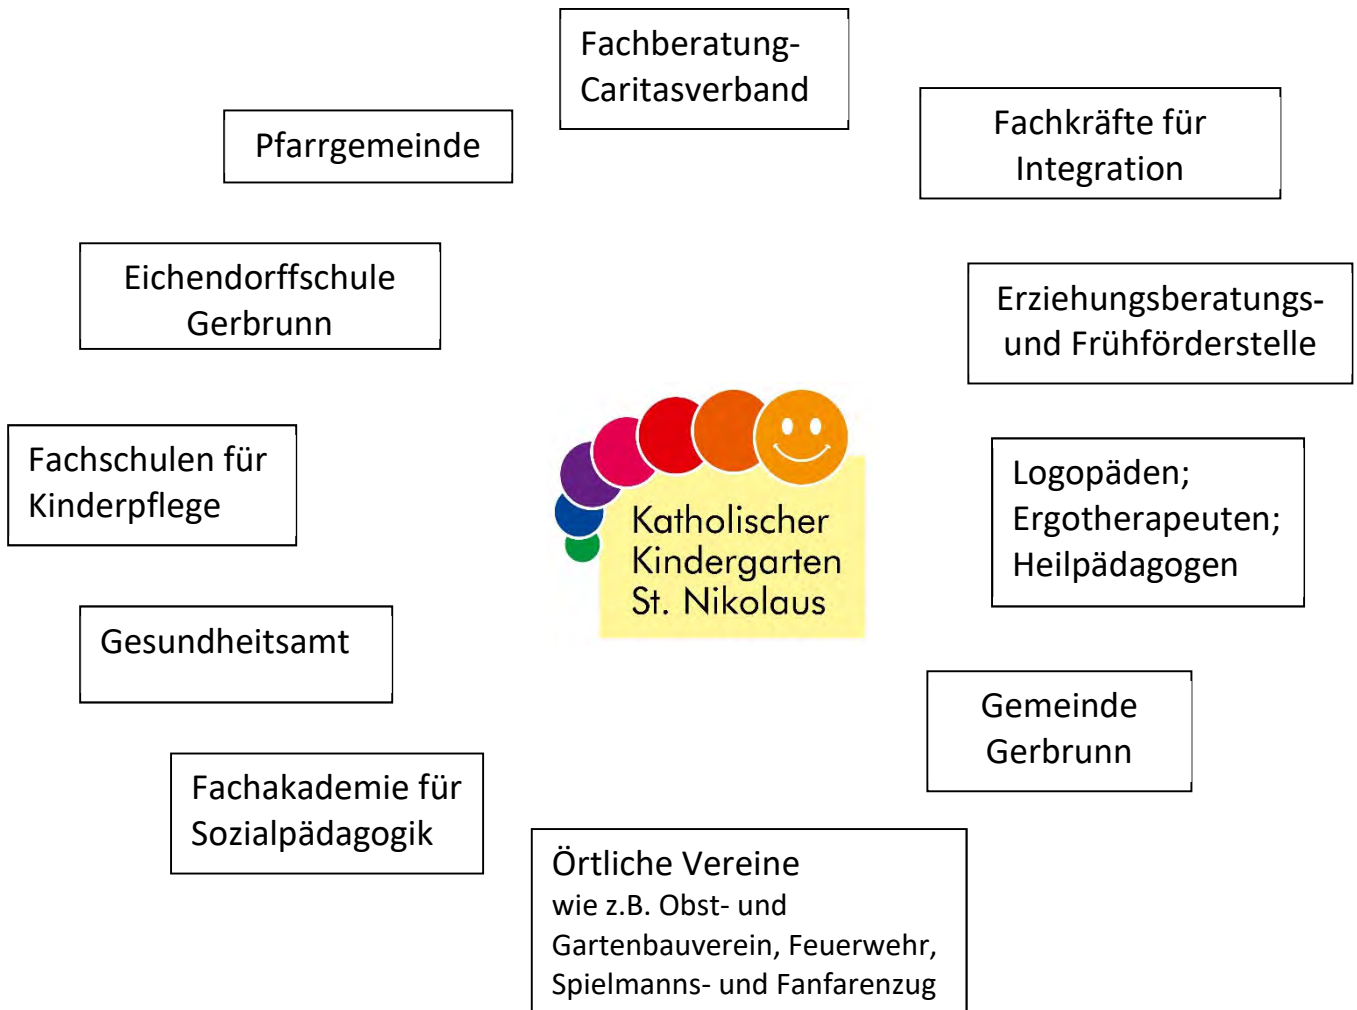 Fachberatung-
Caritasverband
Fachkräfte für
Integration
Pfarrgemeinde
Eichendorffschule
Gerbrunn
Erziehungsberatungs-
und Frühförderstelle
Fachschulen für
Kinderpflege
Katholischer
Kindergarten
St. Nikolaus
Logopäden;
Ergotherapeuten;
Heilpädagogen
Gesundheitsamt
Gemeinde
Gerbrunn
Fachakademie für
Sozialpädagogik
Örtliche Vereine
wie z.B. Obst- und
Gartenbauverein, Feuerwehr,
Spielmanns- und Fanfarenzug